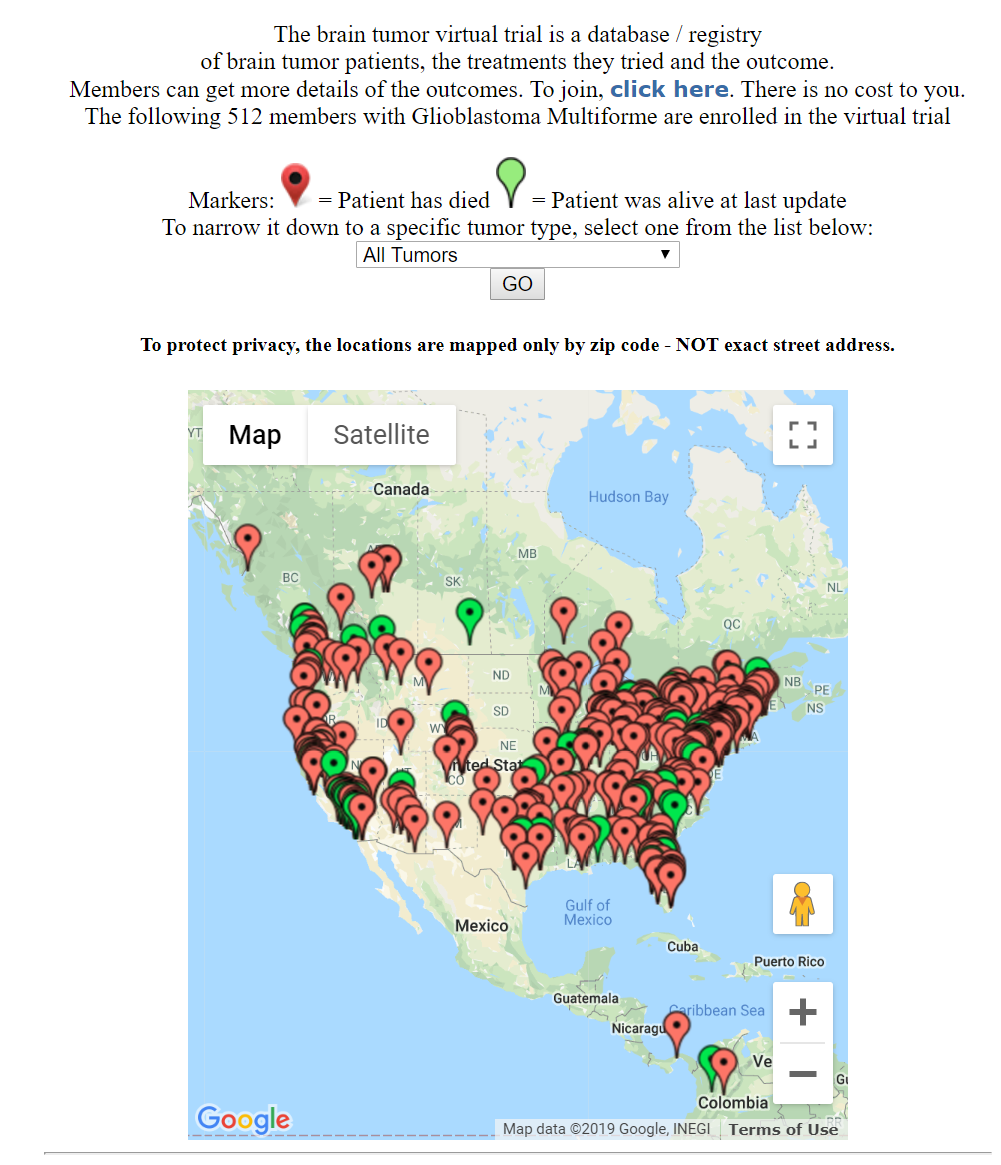 The brain tumor virtual trial is a database / registry
of brain tumor patients, the treatments they tried and the outcome.
Members can get more details of the outcomes. To join, click here. There is no cost to you.
The following 512 members with Glioblastoma Multiforme are enrolled in the virtual trial
Markers: = Patient has died = Patient was alive at last update
To narrow it down to a specific tumor type, select one from the list below:
All Tumors
GO
To protect privacy, the locations are mapped only by zip code - NOT exact street address.
Map Satellite
YT
Canada
Hudson Bay
MB
BC
SK
NL
QC
ND
NB
PE
NS
SD
ID
NE
CO
DE
LA
Gulf of
Mexico
Mexico
Cuba
Puerto Rico
Guatemala
Caribbean Sea
Colombia
Google
Map data ©2019 Google, INEGI Terms of Use